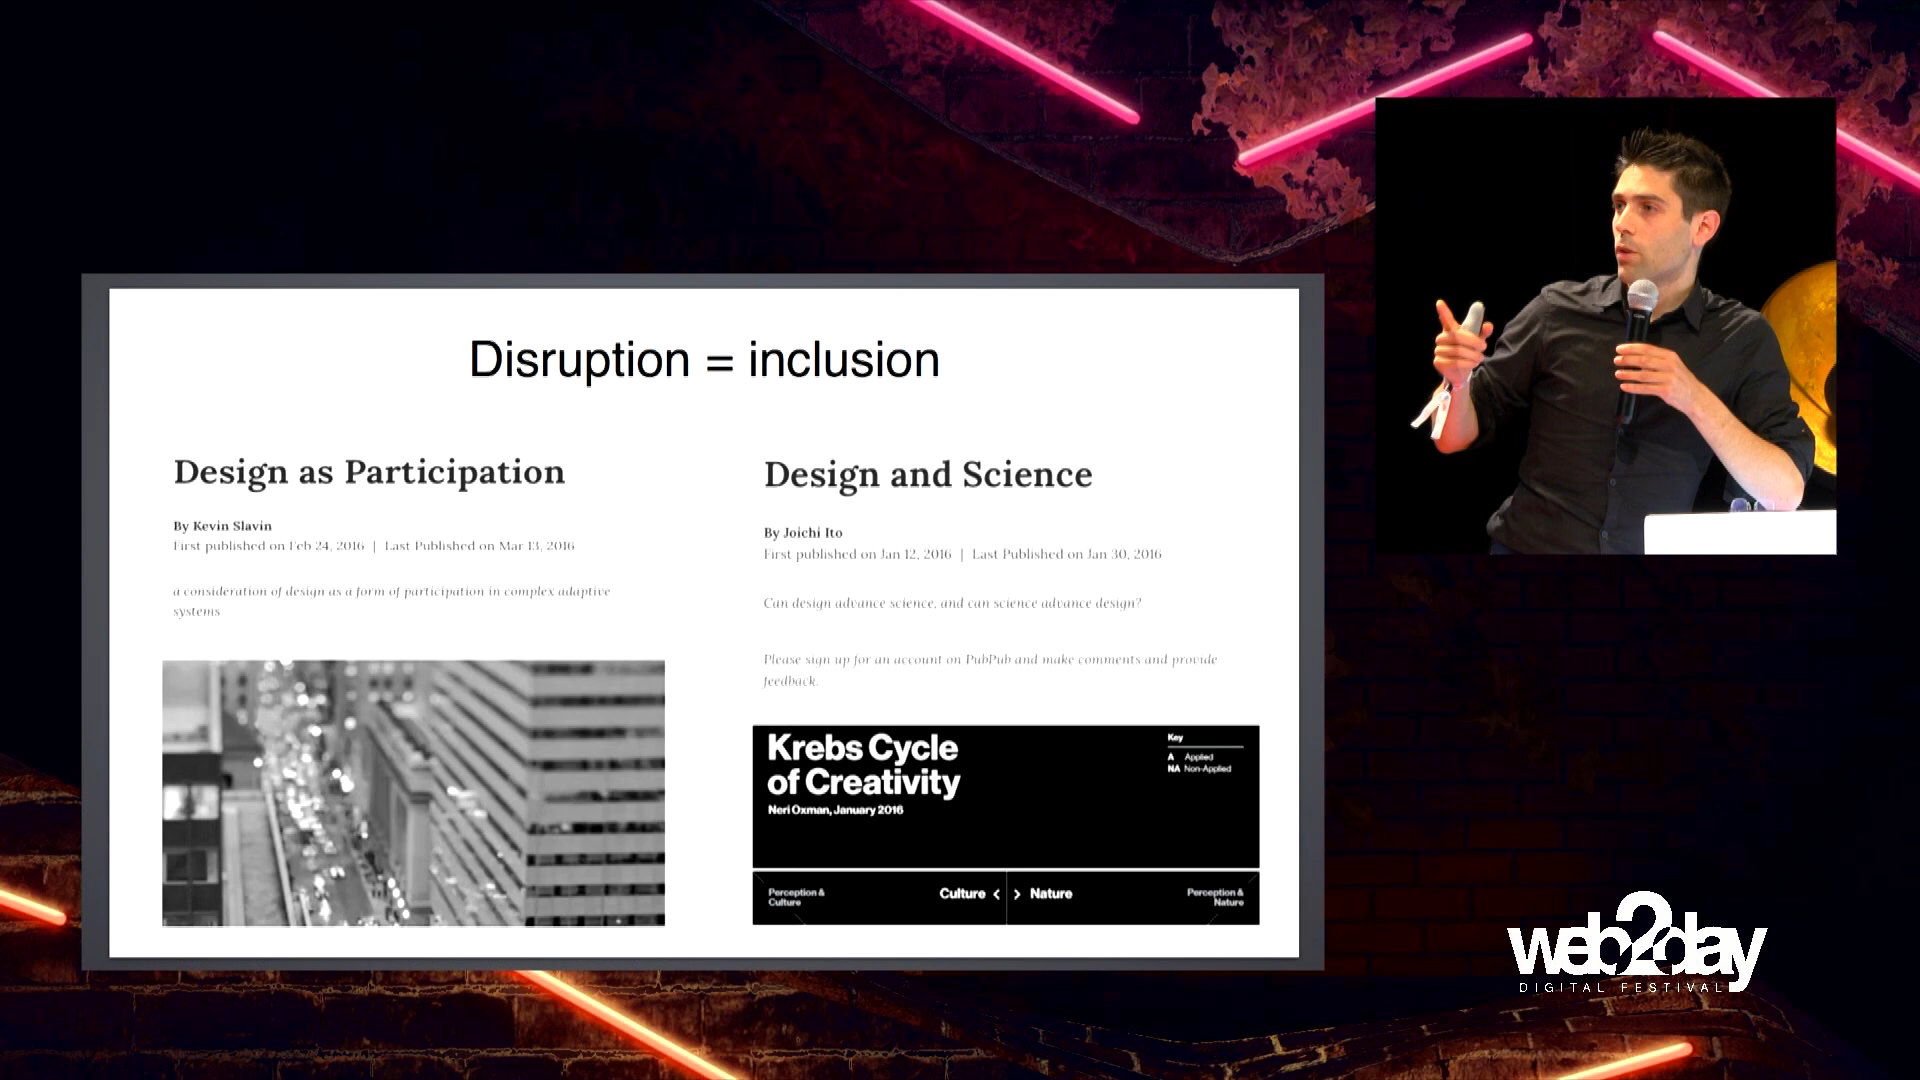 Disruption = inclusion
Design as Participation
By Kevin Slavin
First published on Feb 24, 2016 | Last Published on Mar 13, 2016
a consideration of design as a form of participation in complex adaptive
systems
Design and Science
By Joichi Ito
First published on Jan 12, 2016 | Last Published on Jan 30, 2016
Can design advance science, and can science advance design?
Please sign up for an account on PubPub and make comments and provide
feedback.
Krebs Cycle
of Creativity
Neri Oxman, January 2016
Key
A Applied
NA Non-Applied
Perception &
Culture
Culture < > Nature
Perception &
Nature
web2day
DIGITAL FESTIVAL